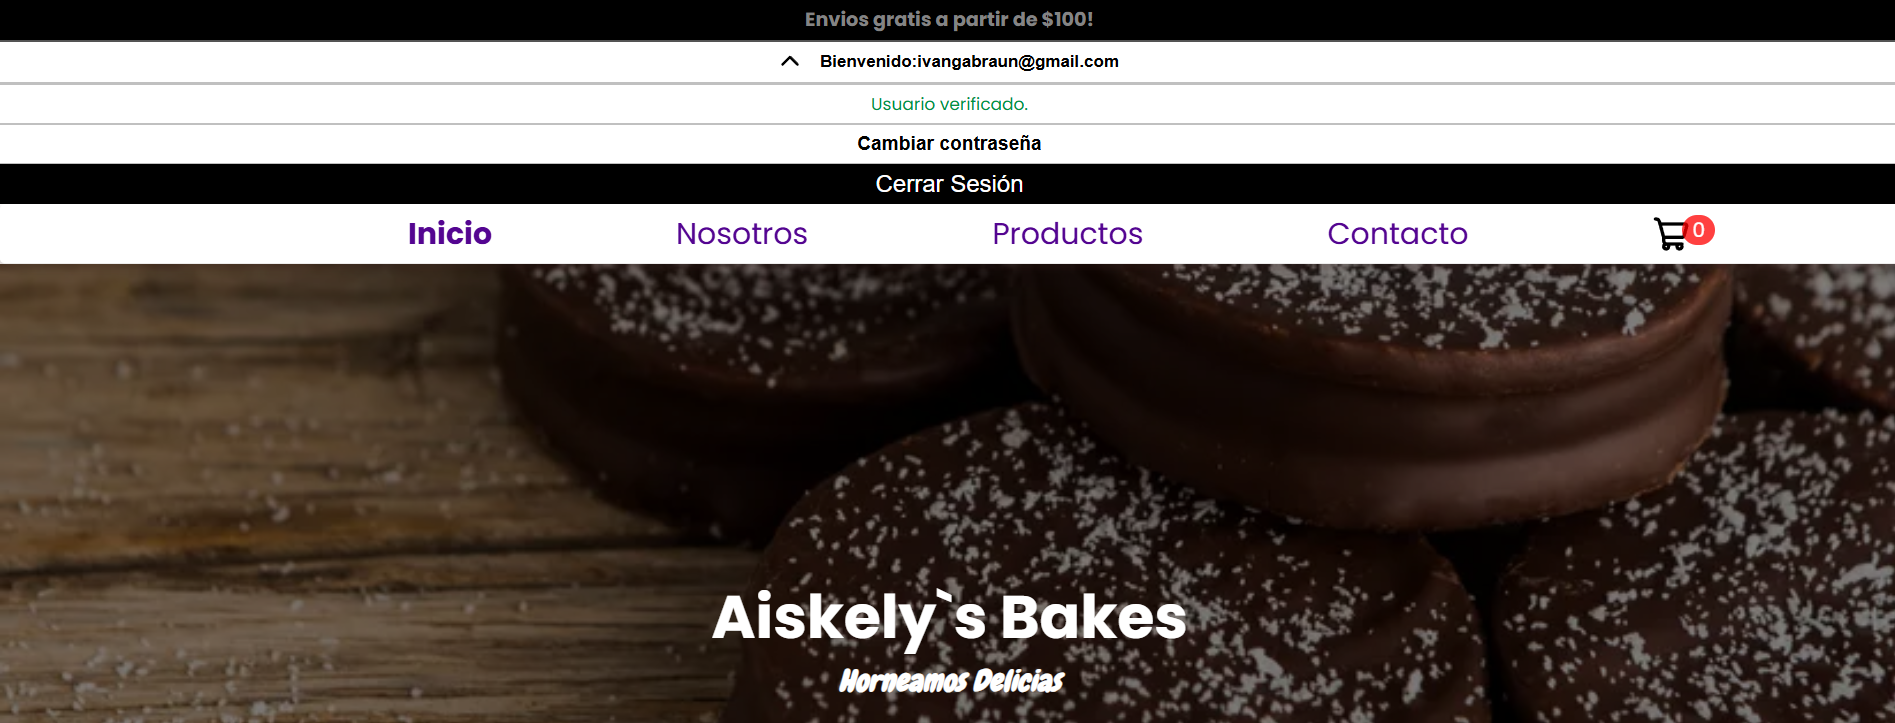 Envios gratis a partir de $100!
Bienvenido:ivangabraun@gmail.com
Usuario verificado.
Cambiar contraseña
Cerrar Sesión
Inicio Nosotros Productos Contacto 0
Aiskely`s Bakes
Horneamos Delicias